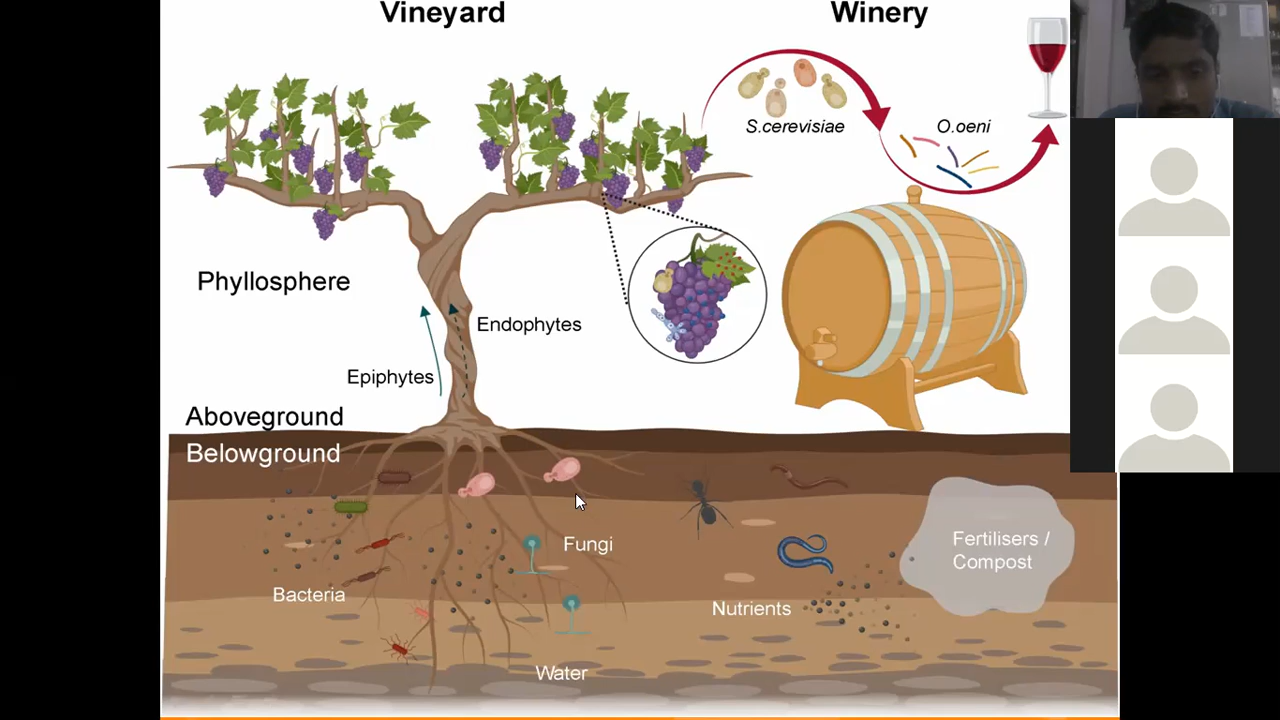 Vineyard
Winery
S.cerevisiae
O.oeni
Phyllosphere
Endophytes
Epiphytes
Aboveground
Belowground
Fungi
Fertilisers /
Compost
Bacteria
Nutrients
Water